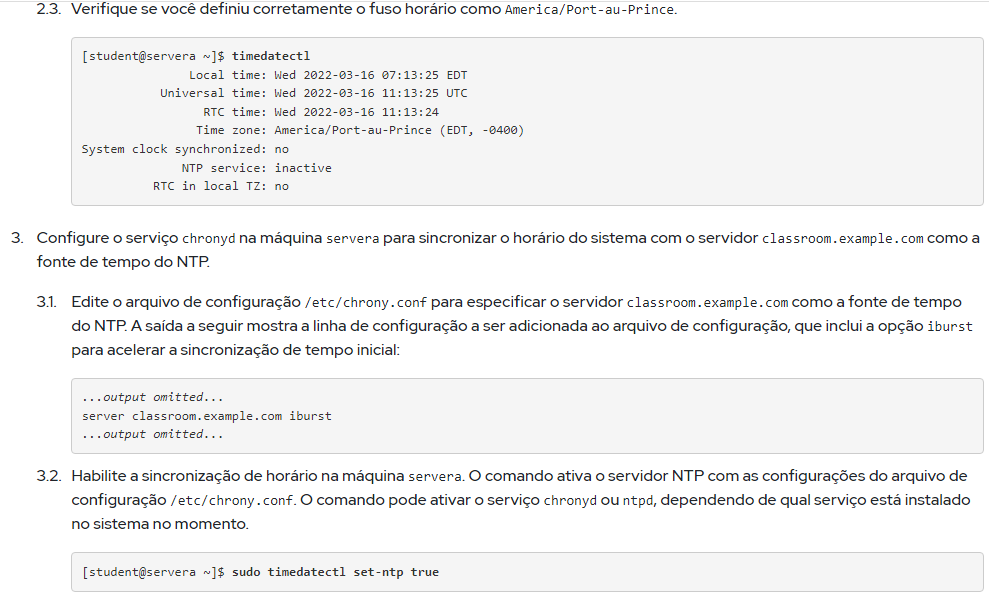 2.3. Verifique se você definiu corretamente o fuso horário como America/Port-au-Prince.
[student@servera ~]$ timedatectl
Local time: Wed 2022-03-16 07:13:25 EDT
Universal time: Wed 2022-03-16 11:13:25 UTC
RTC time: Wed 2022-03-16 11:13:24
Time zone: America/Port-au-Prince (EDT, -0400)
System clock synchronized: no
NTP service: inactive
RTC in local TZ: no
3. Configure o serviço chronyd na máquina servera para sincronizar o horário do sistema com o servidor classroom.example.com como a
fonte de tempo do NTP.
3.1. Edite o arquivo de configuração /etc/chrony.conf para especificar o servidor classroom.example.com como a fonte de tempo
do NTP. A saída a seguir mostra a linha de configuração a ser adicionada ao arquivo de configuração, que inclui a opção iburst
para acelerar a sincronização de tempo inicial:
...output omitted...
server classroom.example.com iburst
...output omitted...
3.2. Habilite a sincronização de horário na máquina servera. O comando ativa o servidor NTP com as configurações do arquivo de
configuração /etc/chrony.conf. O comando pode ativar o serviço chronyd ou ntpd, dependendo de qual serviço está instalado
no sistema no momento.
[student@servera ~]$ sudo timedatectl set-ntp true